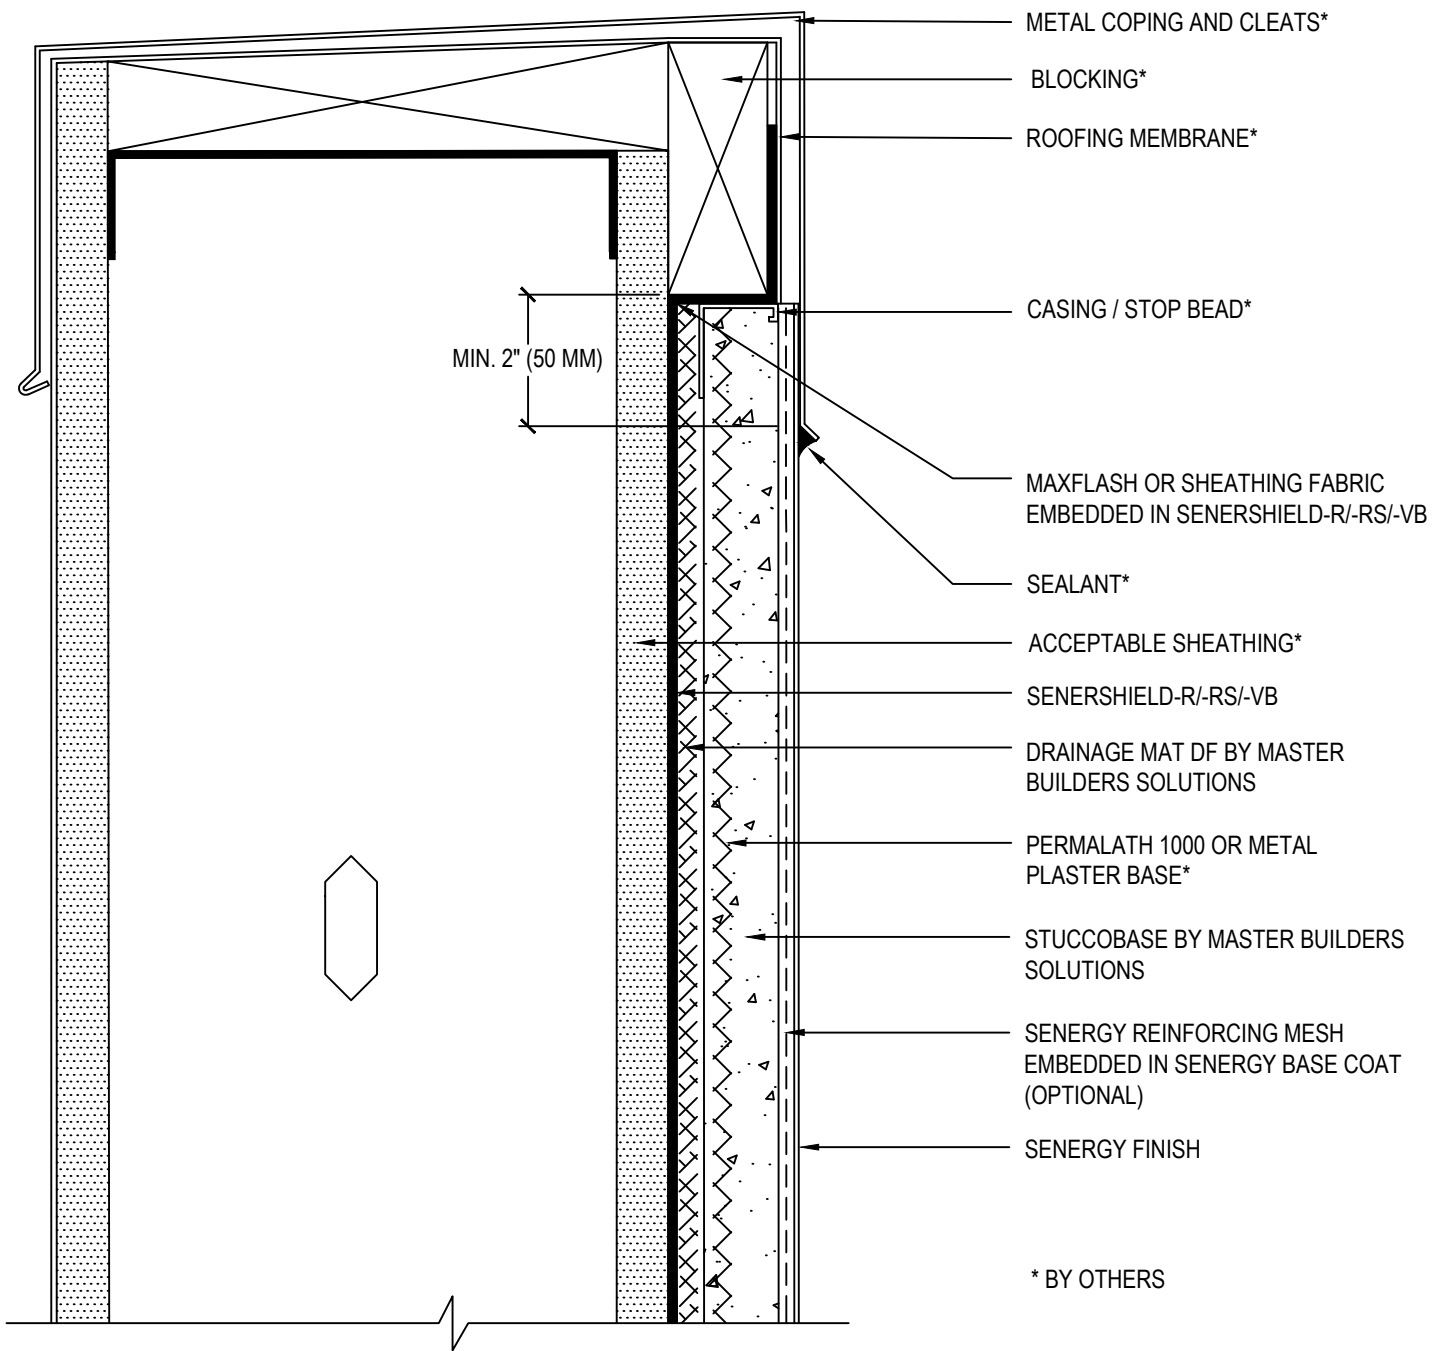 METAL COPING AND CLEATS*
BLOCKING*
ROOFING MEMBRANE*
CASING / STOP BEAD*
MIN. 2" (50 MM)
MAXFLASH OR SHEATHING FABRIC
EMBEDDED IN SENERSHIELD-R/-RS/-VB
SEALANT*
ACCEPTABLE SHEATHING*
SENERSHIELD-R/-RS/-VB
DRAINAGE MAT DF BY MASTER
BUILDERS SOLUTIONS
PERMALATH 1000 OR METAL
PLASTER BASE*
STUCCOBASE BY MASTER BUILDERS
SOLUTIONS
SENERGY REINFORCING MESH
EMBEDDED IN SENERGY BASE COAT
(OPTIONAL)
SENERGY FINISH
* BY OTHERS